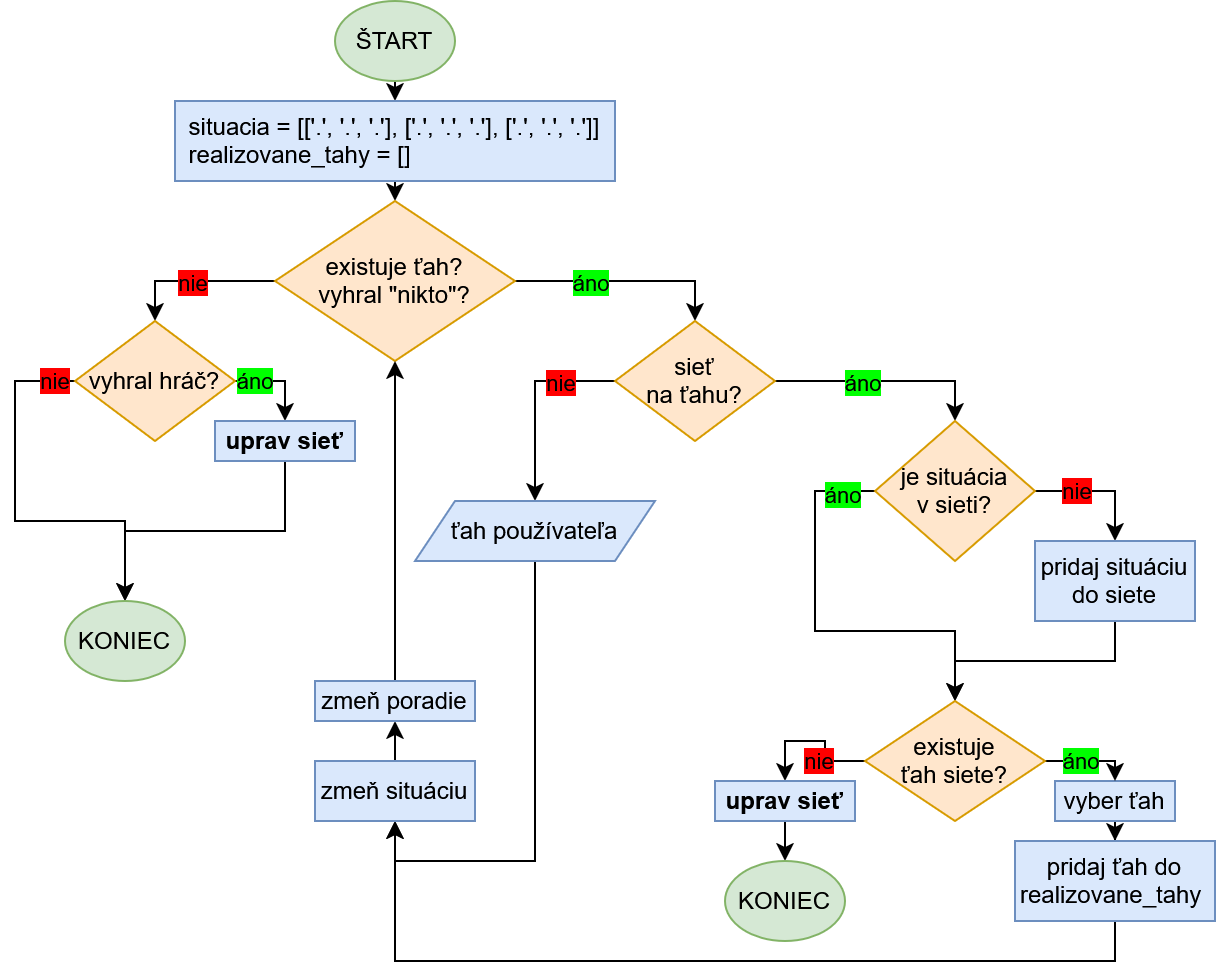 ŠTART
situacia = [['.', '.', '.'], ['.', '.', '.'], ['.', '.', '.']]
realizovane_tahy = []
existuje ťah?
vyhral "nikto"?
nie
áno
vyhral hráč?
nie
áno
uprav sieť
KONIEC
sieť
na ťahu?
nie
áno
ťah používateľa
je situácia
v sieti?
áno
nie
pridaj situáciu
do siete
zmeň poradie
zmeň situáciu
existuje
ťah siete?
nie
áno
uprav sieť
KONIEC
vyber ťah
pridaj ťah do
realizovane_tahy